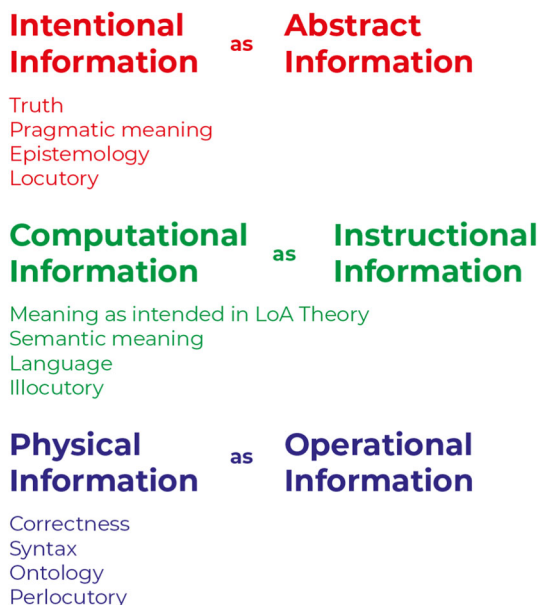 Intentional as Abstract
Information Information
Truth
Pragmatic meaning
Epistemology
Locutory
Computational as Instructional
Information Information
Meaning as intended in LoA Theory
Semantic meaning
Language
Illocutory
Physical as Operational
Information Information
Correctness
Syntax
Ontology
Perlocutory